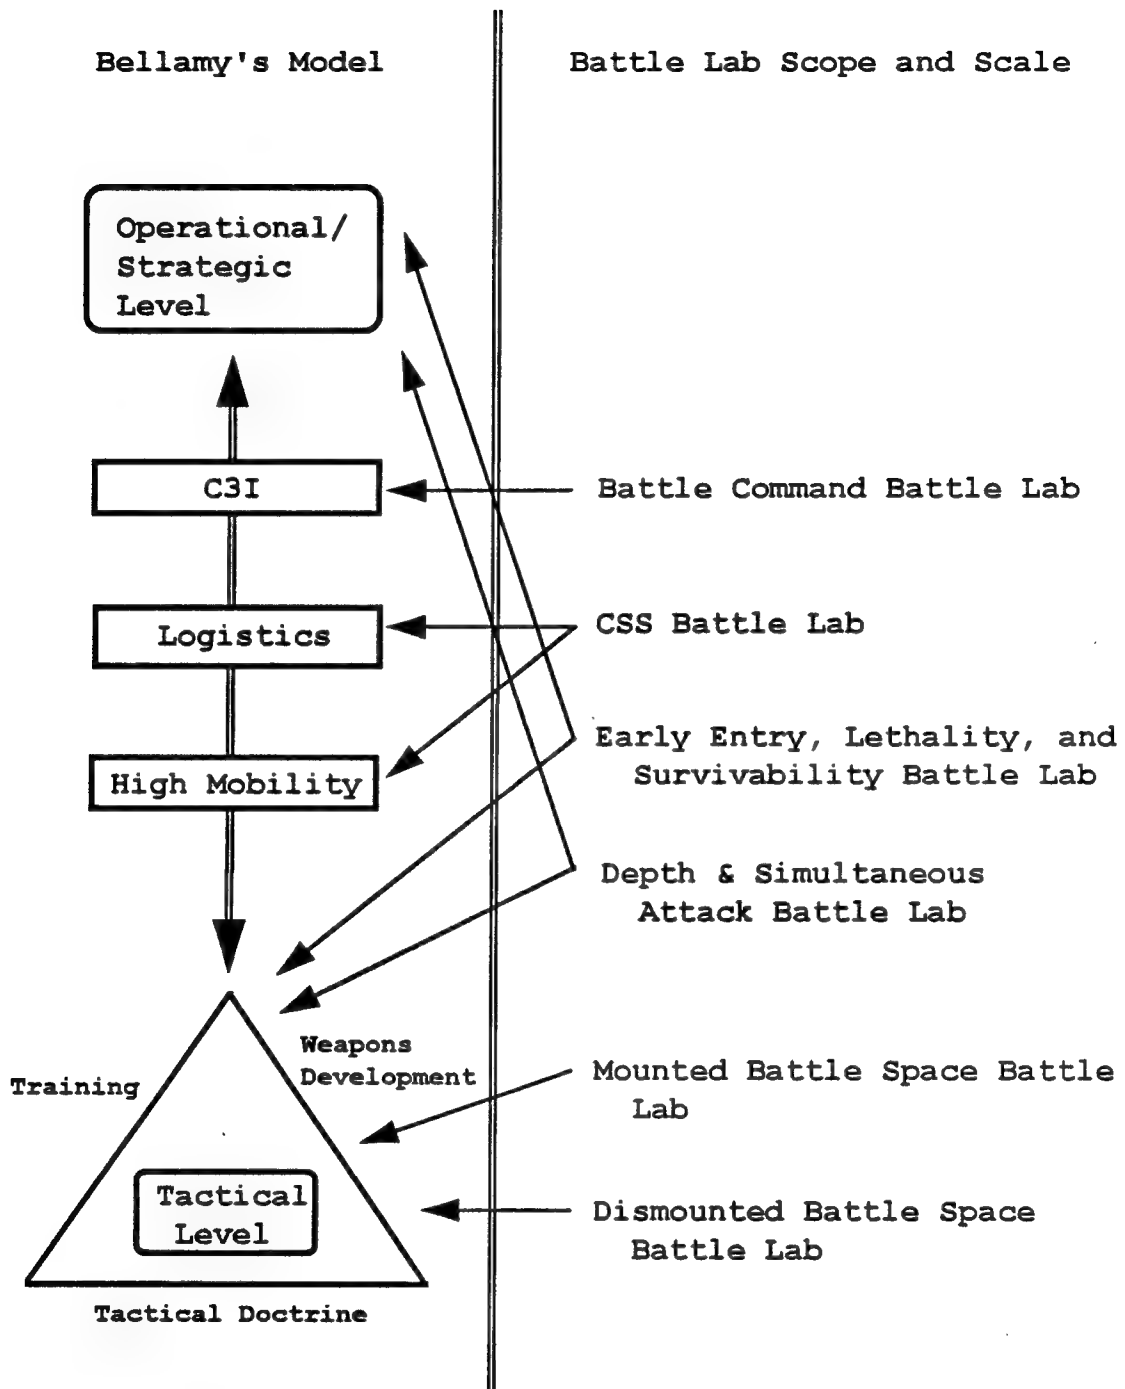 Bellamy's Model
Battle Lab Scope and Scale
Operational/
Strategic
Level
C3I
Battle Command Battle Lab
Logistics
CSS Battle Lab
High Mobility
Early Entry, Lethality, and
Survivability Battle Lab
Depth & Simultaneous
Attack Battle Lab
Training
Weapons
Development
Mounted Battle Space Battle
Lab
Tactical
Level
Dismounted Battle Space
Battle Lab
Tactical Doctrine